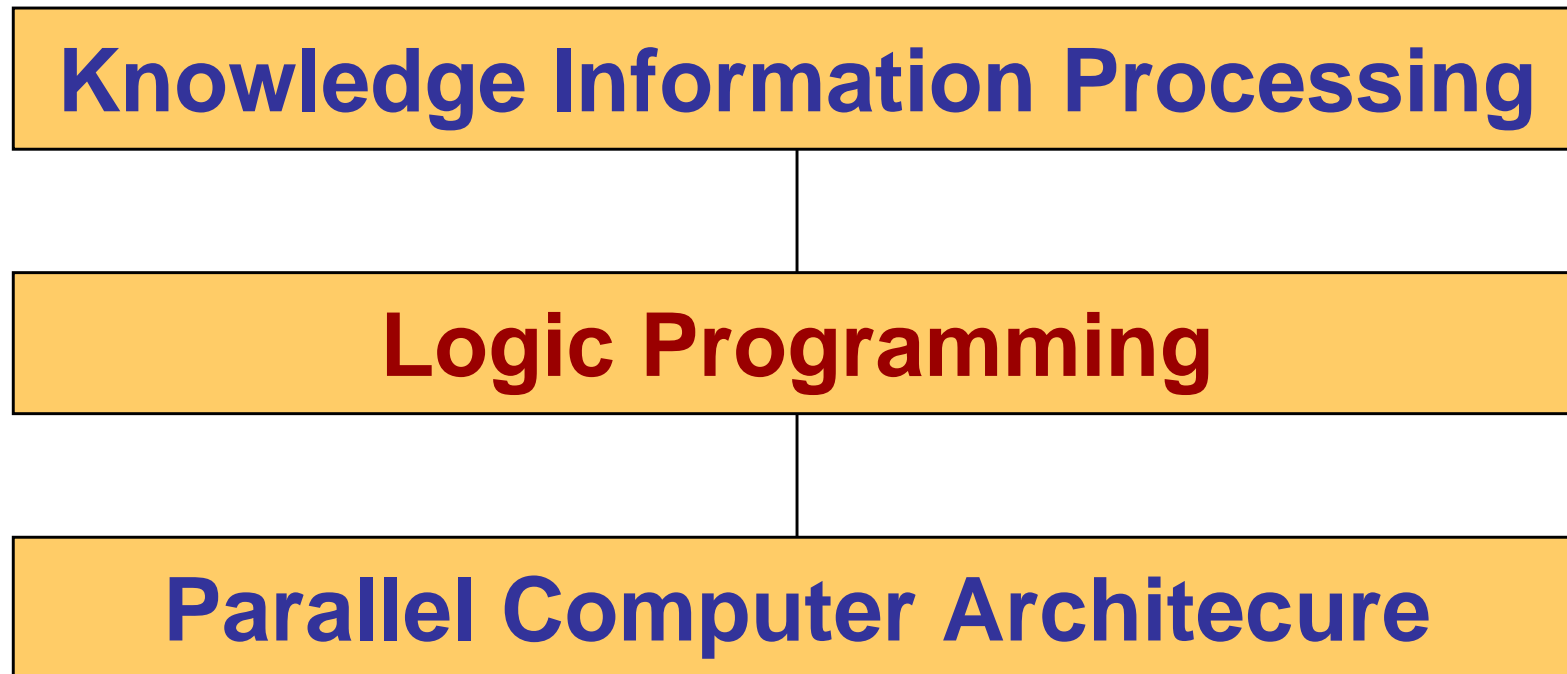 Knowledge Information Processing
Logic Programming
Parallel Computer Architecure